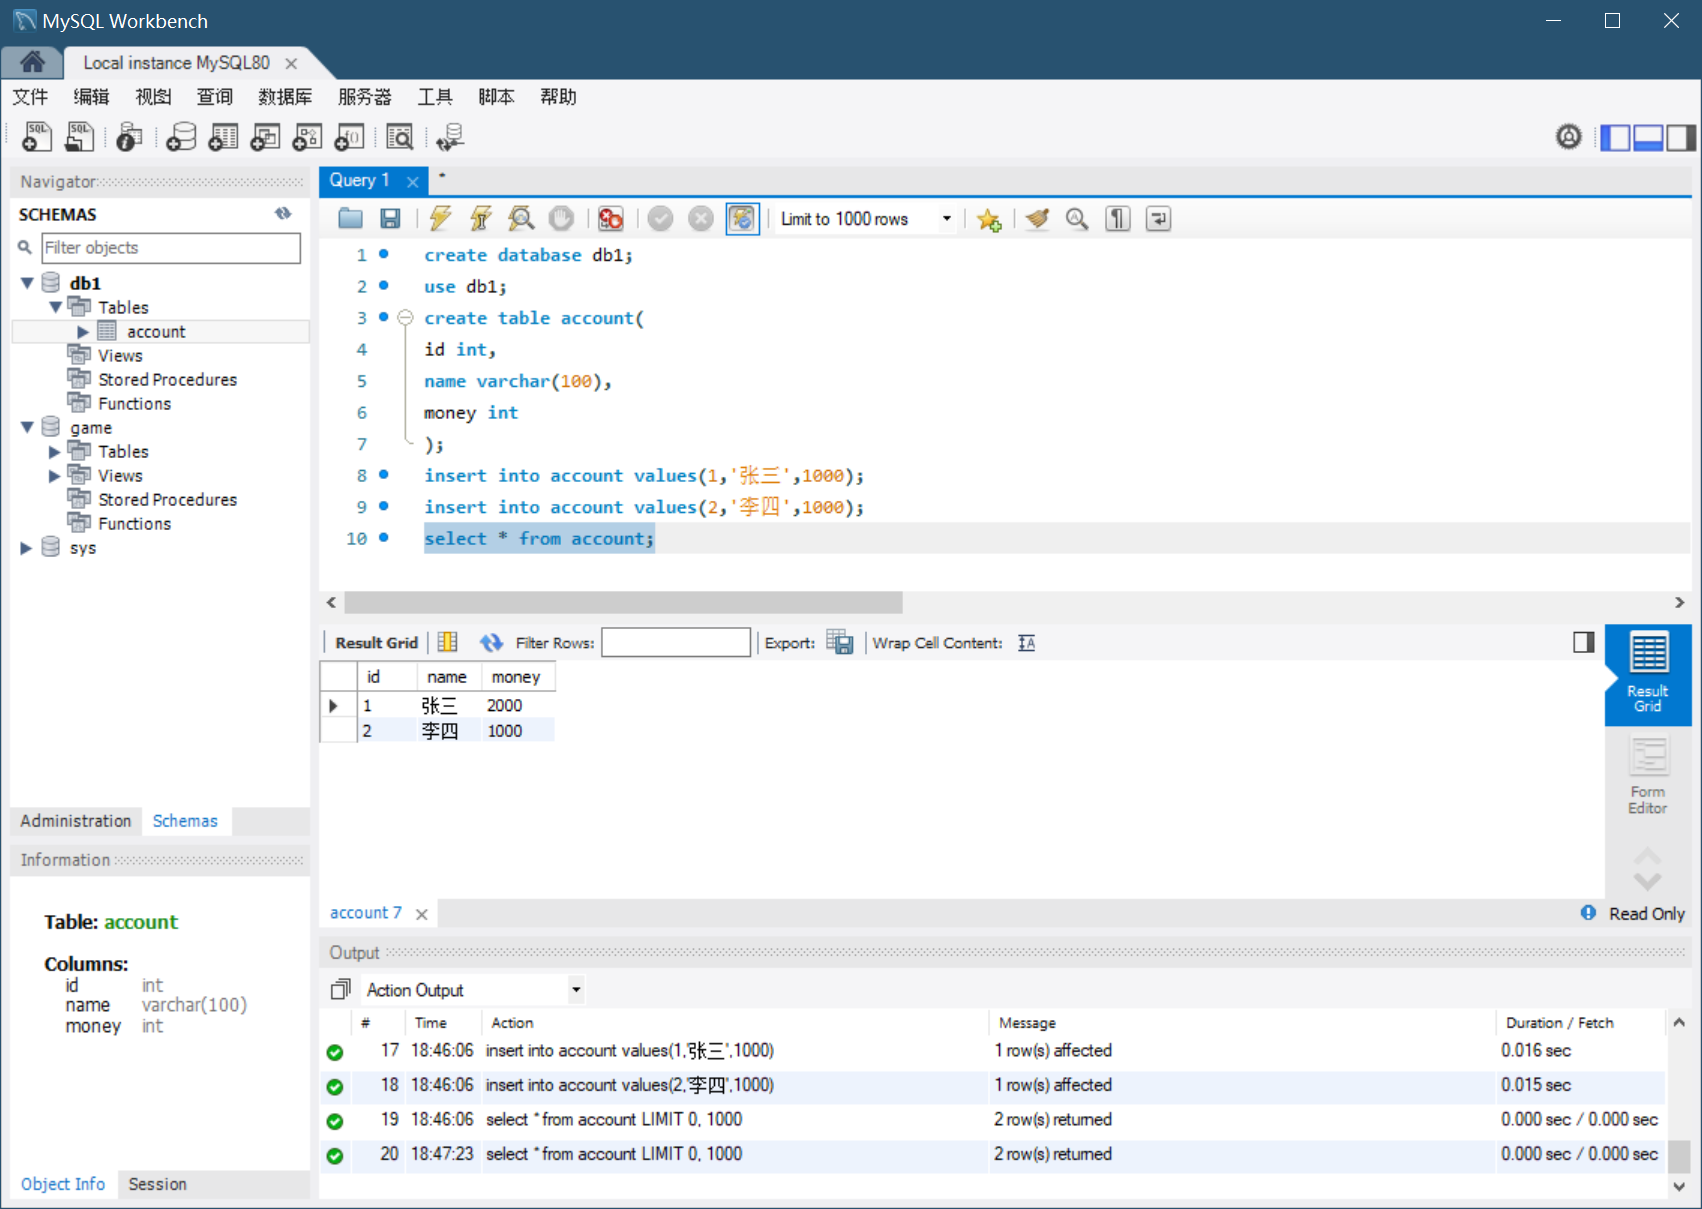 MySQL Workbench
Local instance MySQL80
文件 编辑 视图 查询 数据库 服务器 工具 脚本 帮助
Navigator
SCHEMAS
Filter objects
db1
Tables
account
Views
Stored Procedures
Functions
game
Tables
Views
Stored Procedures
Functions
sys
Administration Schemas
Information
Table: account
Columns:
id int
name varchar(100)
money int
Object Info Session
Query 1 *
Limit to 1000 rows
1 create database db1;
2 use db1;
3 create table account(
4 id int,
5 name varchar(100),
6 money int
7 );
8 insert into account values(1,'张三',1000);
9 insert into account values(2,'李四',1000);
10 select * from account;
Result Grid Filter Rows: Export: Wrap Cell Content:
id name money
1 张三 2000
2 李四 1000
Result
Grid
Form
Editor
account 7 Read Only
Output
Action Output
# Time Action Message Duration / Fetch
17 18:46:06 insert into account values(1,'张三',1000) 1 row(s) affected 0.016 sec
18 18:46:06 insert into account values(2,'李四',1000) 1 row(s) affected 0.015 sec
19 18:46:06 select * from account LIMIT 0, 1000 2 row(s) returned 0.000 sec / 0.000 sec
20 18:47:23 select * from account LIMIT 0, 1000 2 row(s) returned 0.000 sec / 0.000 sec